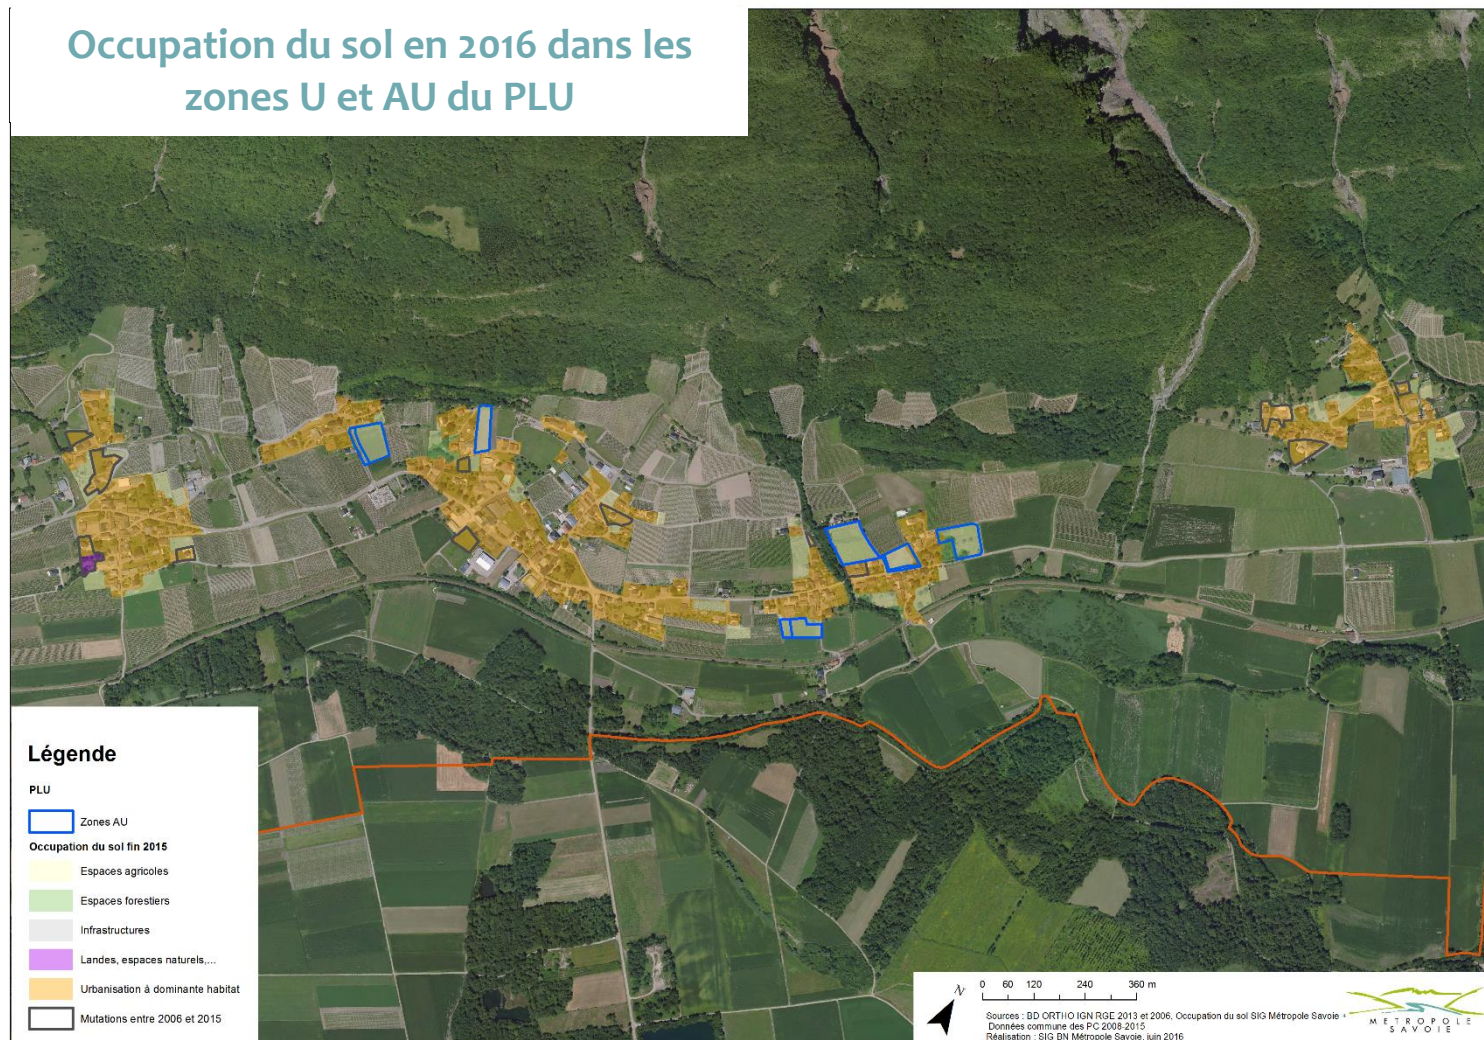 Occupation du sol en 2016 dans les
zones U et AU du PLU
Légende
PLU
Zones AU
Occupation du sol fin 2015
Espaces agricoles
Espaces forestiers
Infrastructures
Landes, espaces naturels,...
Urbanisation à dominante habitat
Mutations entre 2006 et 2015
N
0 60 120 240 360 m
Sources : BD ORTHO IGN RGE 2013 et 2006, Occupation du sol SIG Métropole Savoie +
Données commune des PC 2008-2015
Réalisation : SIG BN Métropole Savoie, juin 2016
METROPOLE
SAVOIE